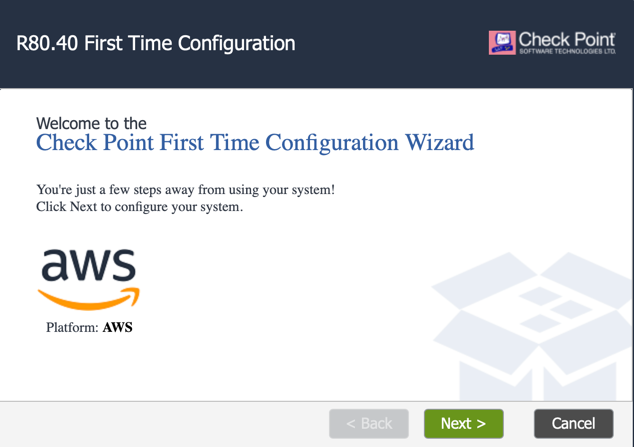 R80.40 First Time Configuration
Check Point
SOFTWARE TECHNOLOGIES LTD.
Welcome to the
Check Point First Time Configuration Wizard
You're just a few steps away from using your system!
Click Next to configure your system.
aws
Platform: AWS
< Back
Next >
Cancel